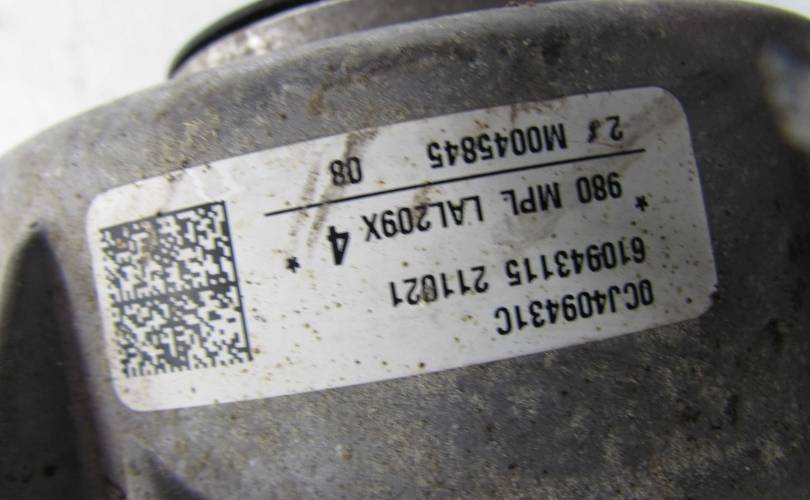 0CJ409431C
610943115 211021
* 980 MPL LAL209X 4 *
M0045845 08